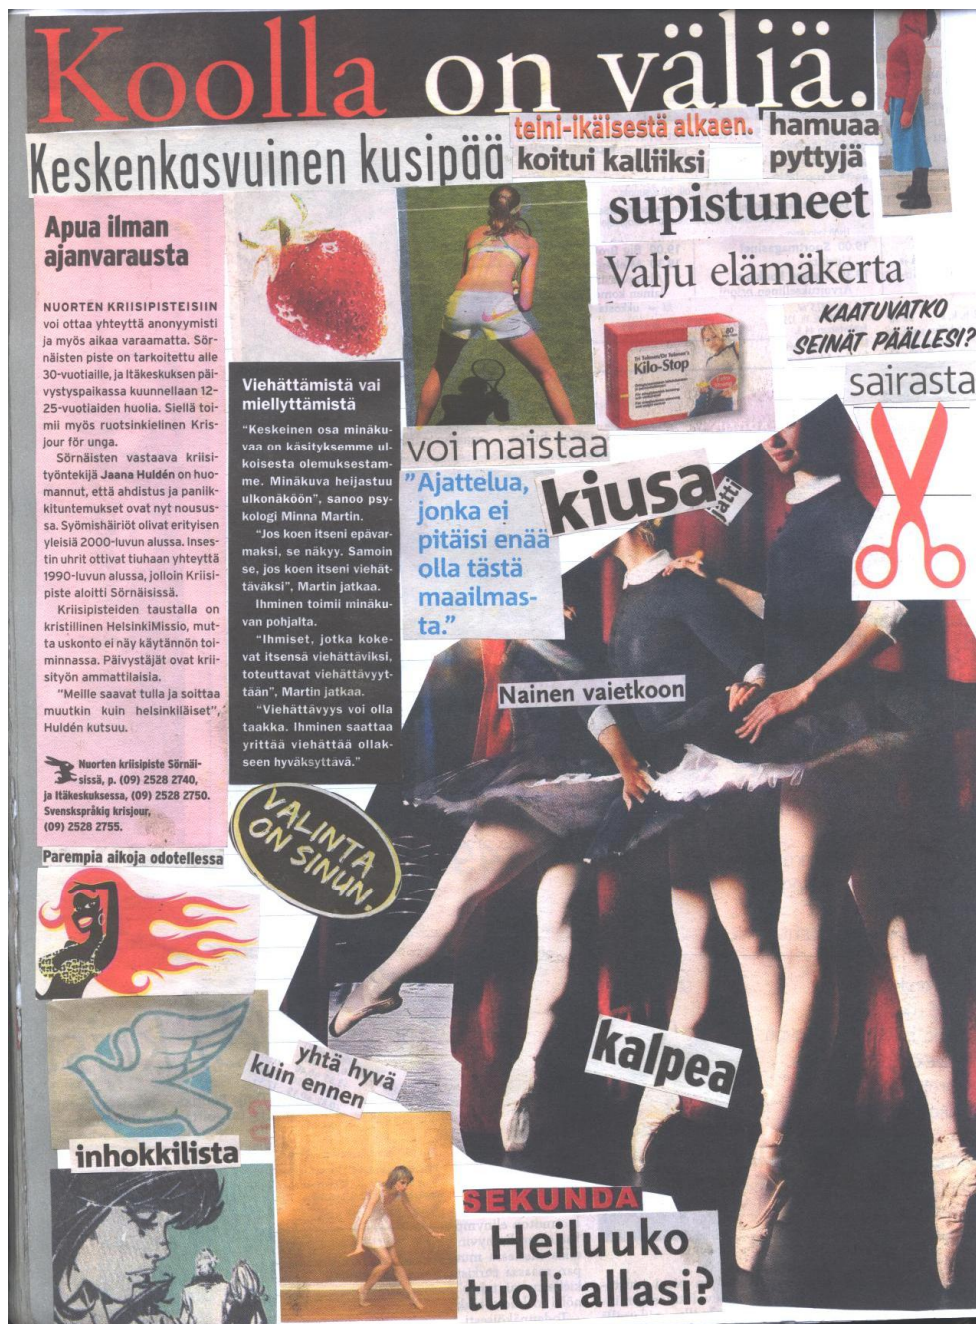 Koolla on väliä.
teini-ikäisestä alkaen.
hamuaa
pyttyjä
Keskenkasvuinen kusipää
koitui kalliiksi
supistuneet
Valju elämäkerta
KAATUVATKO
SEINÄT PÄÄLLESI?
sairasta
Apua ilman
ajanvarausta
NUORTEN KRIISIPISTEISIIN
voi ottaa yhteyttä anonyymisti
ja myös aikaa varaamatta. Sör-
näisten piste on tarkoitettu alle
30-vuotiaille, ja Itäkeskuksen päi-
vystyspaikassa kuunnellaan 12–
25-vuotiaiden huolia. Siellä toi-
mii myös ruotsinkielinen Kris-
jour för unga.
Sörnäisten vastaava kriisi-
työntekijä Jaana Huldén on huo-
mannut, että ahdistus ja paniik-
kituntemukset ovat nyt nousus-
sa. Syömishäiriöt olivat erityisen
yleisiä 2000-luvun alussa. Inses-
tin uhrit ottivat tiuhaan yhteyttä
1990-luvun alussa, jolloin Kriisi-
piste aloitti Sörnäisissä.
Kriisipisteiden taustalla on
kristillinen HelsinkiMissio, mut-
ta uskonto ei näy käytännön toi-
minnassa. Päivystäjät ovat krii-
sityön ammattilaisia.
"Meille saavat tulla ja soittaa
muutkin kuin helsinkiläiset",
Huldén kutsuu.
Nuorten kriisipiste Sörnäi-
sissä, p. (09) 2528 2740,
ja Itäkeskuksessa, (09) 2528 2750.
Svenskspråkig krisjour,
(09) 2528 2755.
Viehättämistä vai
miellyttämistä
"Keskeinen osa minäku-
vaa on käsityksemme ul-
koisesta olemuksestam-
me. Minäkuva heijastuu
ulkonäköön", sanoo psy-
kologi Minna Martin.
"Jos koen itseni epävar-
maksi, se näkyy. Samoin
se, jos koen itseni viehät-
täväksi", Martin jatkaa.
Ihminen toimii minäku-
van pohjalta.
"Ihmiset, jotka koke-
vat itsensä viehättäviksi,
toteuttavat viehättävyyt-
tään", Martin jatkaa.
"Viehättävyys voi olla
taakka. Ihminen saattaa
yrittää viehättää ollak-
seen hyväksyttävä."
Kilo-Stop
80
voi maistaa
"Ajattelua,
jonka ei
pitäisi enää
olla tästä
maailmas-
ta."
kiusa
jätti
Nainen vaietkoon
VALINTA
ON SINUN.
Parempia aikoja odotellessa
yhtä hyvä
kuin ennen
kalpea
inhokkilista
SEKUNDA
Heiluuko
tuoli allasi?